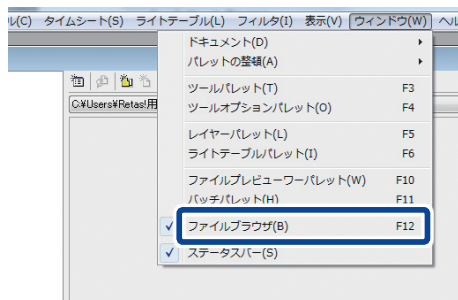 ル(C) タイムシート(S) ライトテーブル(L) フィルタ(I) 表示(V) ウィンドウ(W) ヘル
ドキュメント(D)
パレットの整頓(A)
ツールパレット(T) F3
ツールオプションパレット(O) F4
C:¥Users¥Retas!用
レイヤーパレット(L) F5
ライトテーブルパレット(I) F6
ファイルプレビューワーパレット(W) F10
バッチパレット(H) F11
ファイルブラウザ(B) F12
ステータスバー(S)